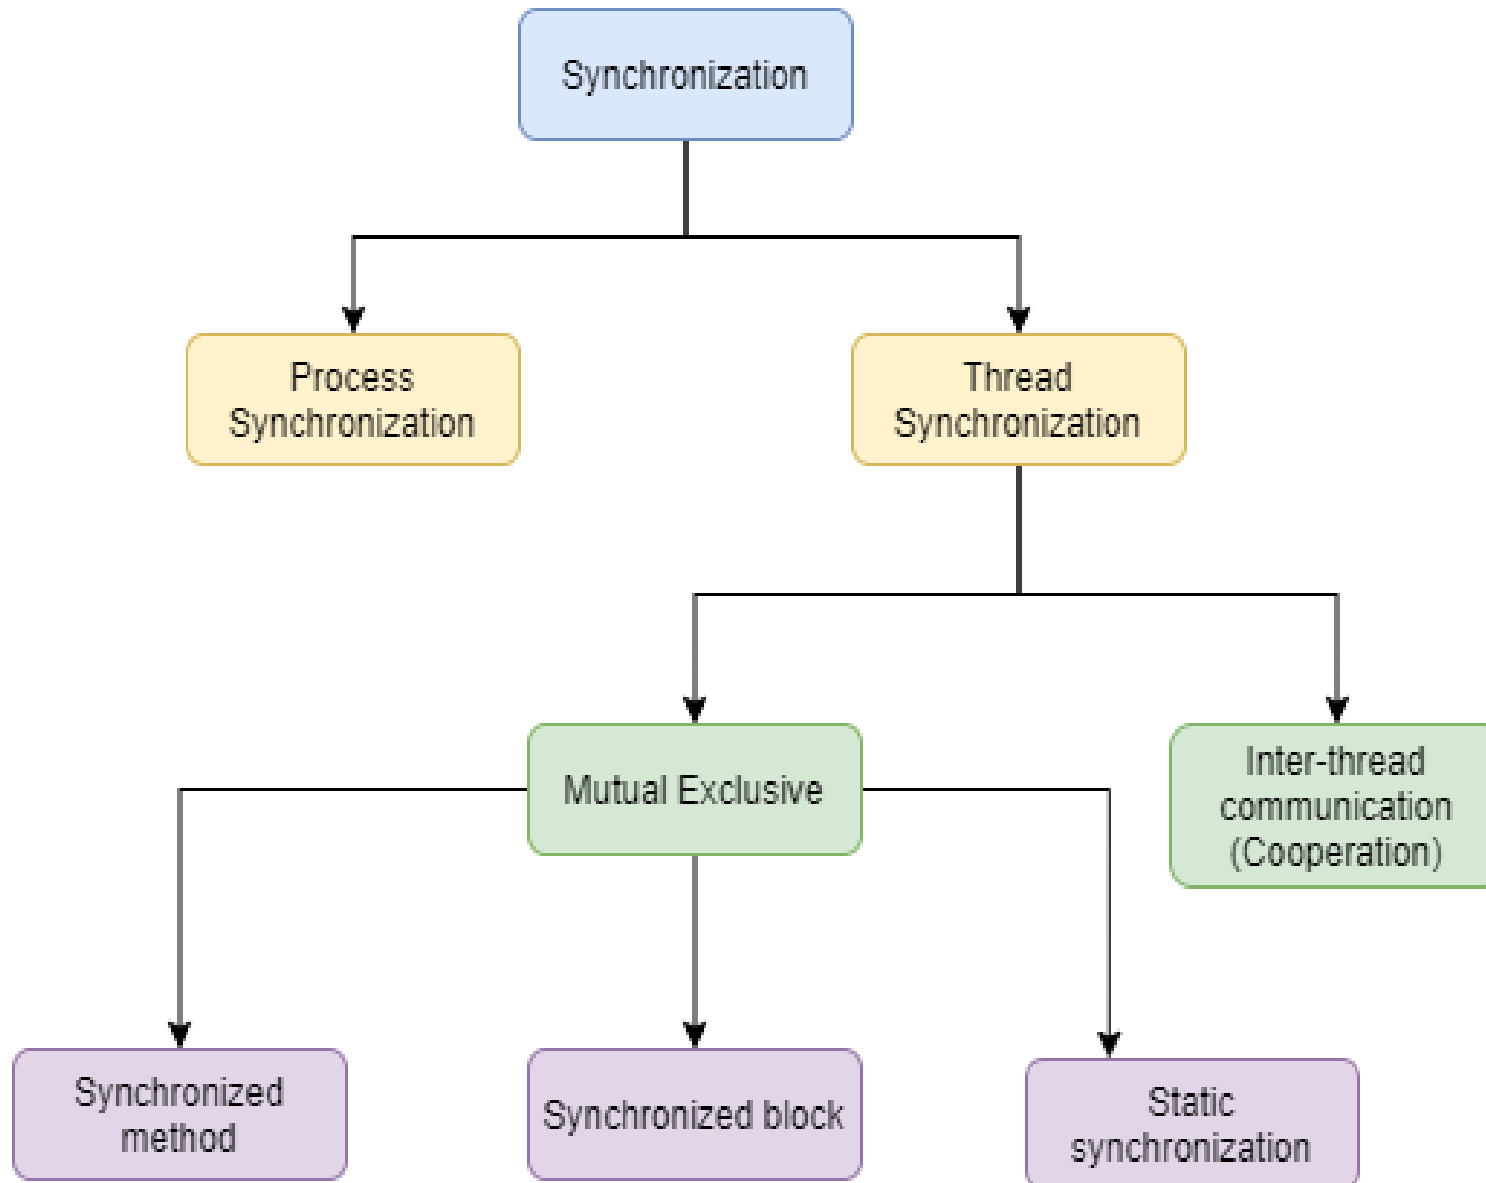 Synchronization
Process
Synchronization
Thread
Synchronization
Mutual Exclusive
Inter-thread
communication
(Cooperation)
Synchronized
method
Synchronized block
Static
synchronization